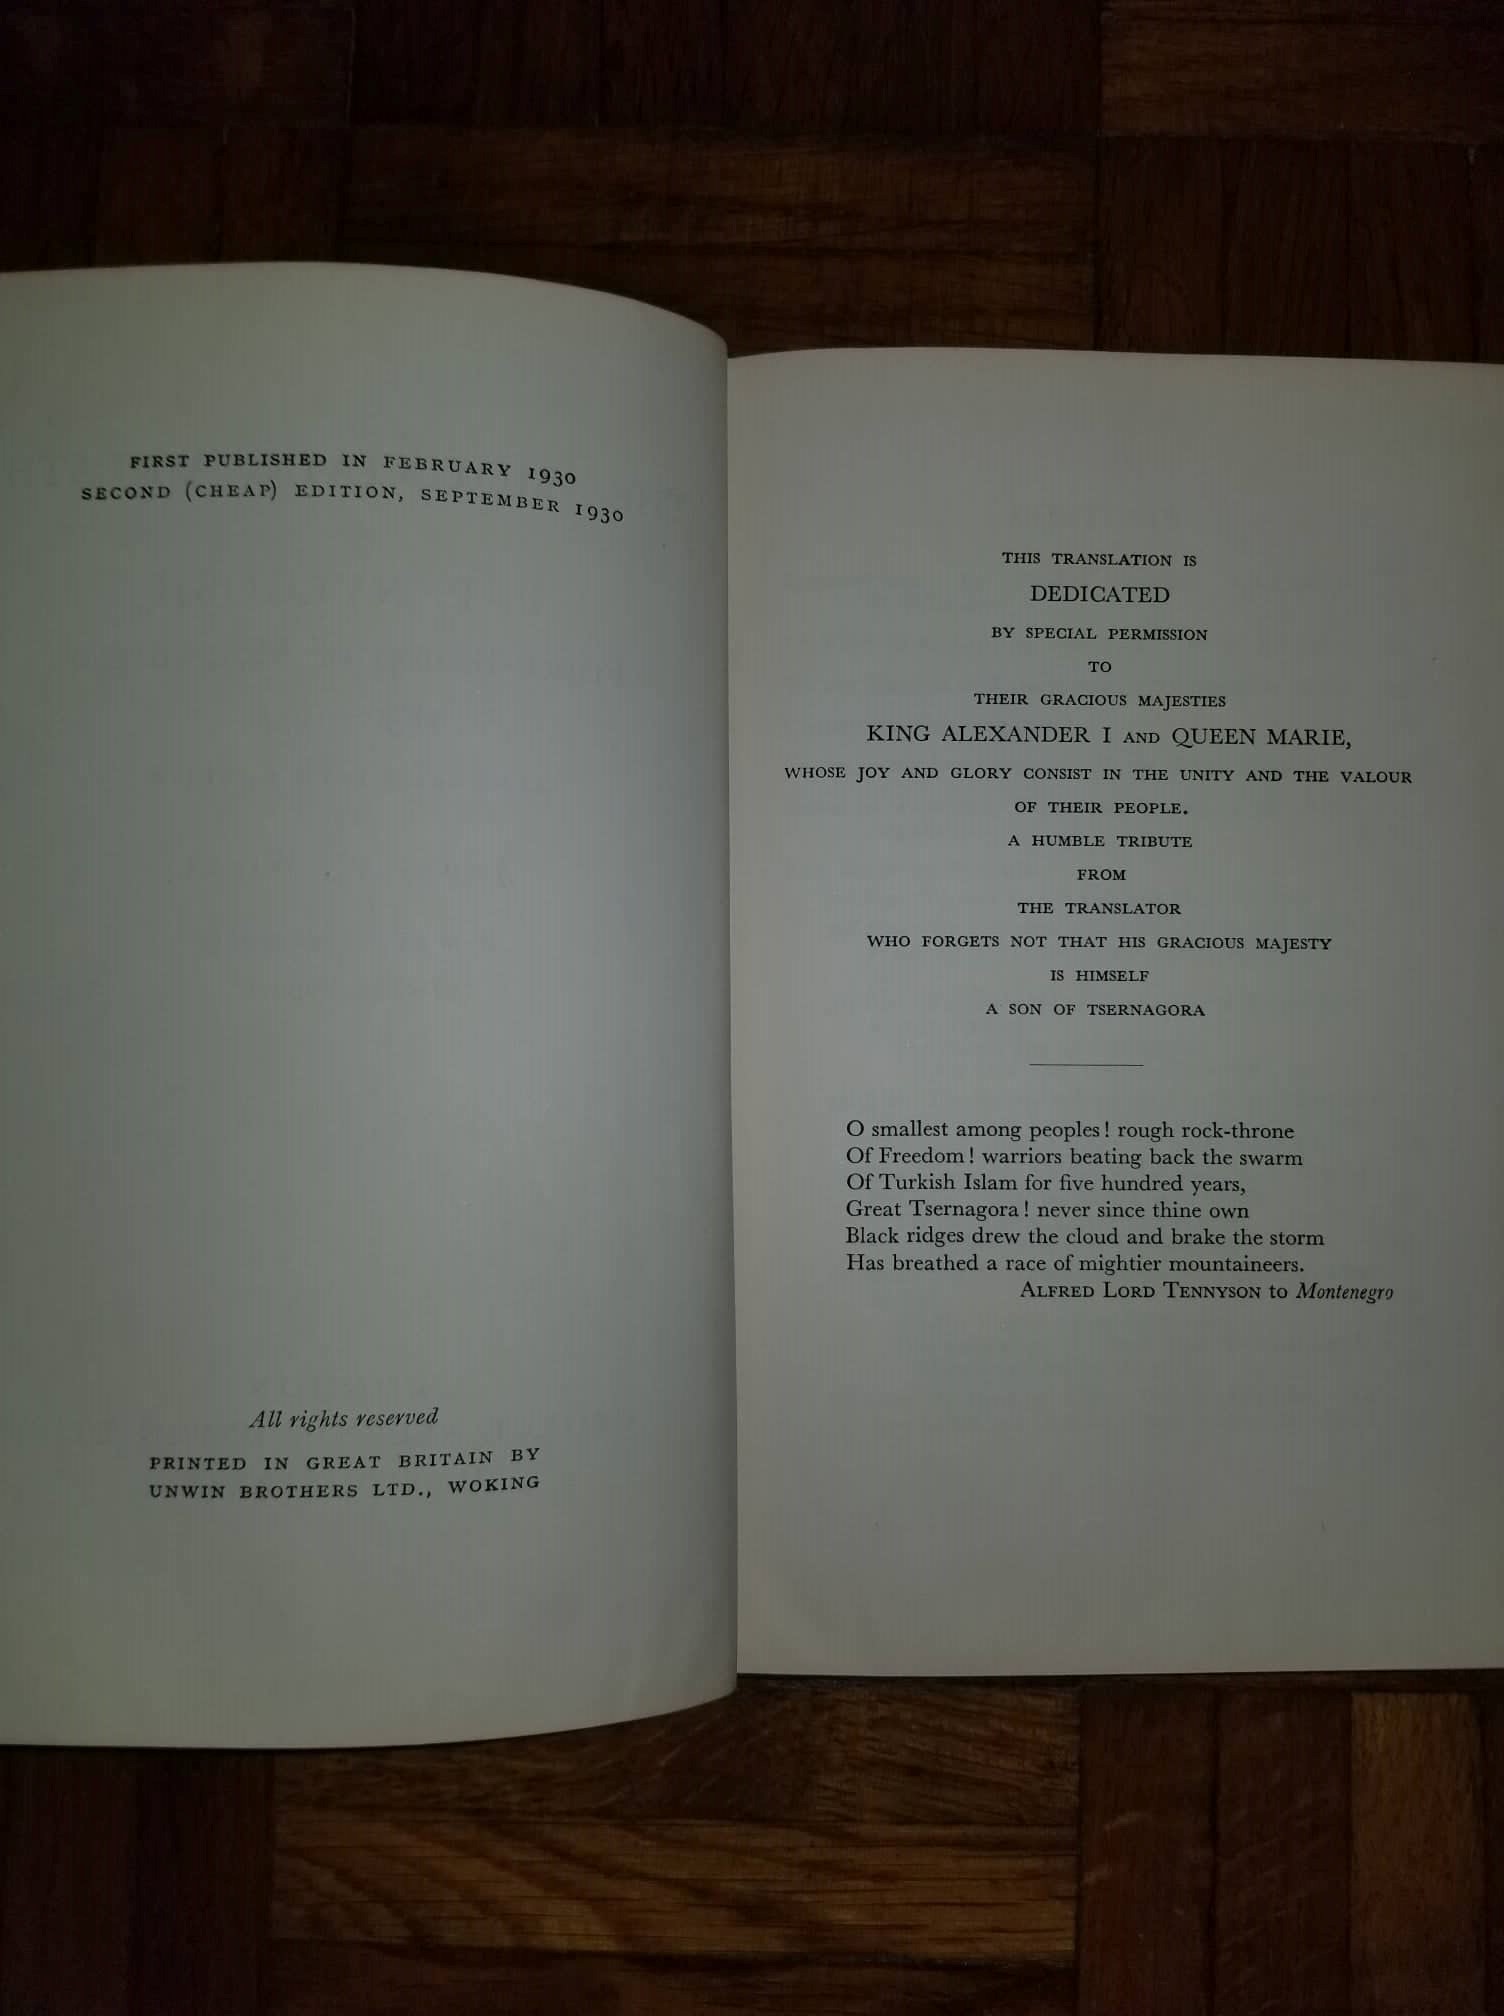 FIRST PUBLISHED IN FEBRUARY 1930
SECOND (CHEAP) EDITION, SEPTEMBER 1930
All rights reserved
PRINTED IN GREAT BRITAIN BY
UNWIN BROTHERS LTD., WOKING
THIS TRANSLATION IS
DEDICATED
BY SPECIAL PERMISSION
TO
THEIR GRACIOUS MAJESTIES
KING ALEXANDER I AND QUEEN MARIE,
WHOSE JOY AND GLORY CONSIST IN THE UNITY AND THE VALOUR
OF THEIR PEOPLE.
A HUMBLE TRIBUTE
FROM
THE TRANSLATOR
WHO FORGETS NOT THAT HIS GRACIOUS MAJESTY
IS HIMSELF
A SON OF TSERNAGORA
O smallest among peoples! rough rock-throne
Of Freedom! warriors beating back the swarm
Of Turkish Islam for five hundred years,
Great Tsernagora! never since thine own
Black ridges drew the cloud and brake the storm
Has breathed a race of mightier mountaineers.
ALFRED LORD TENNYSON to Montenegro